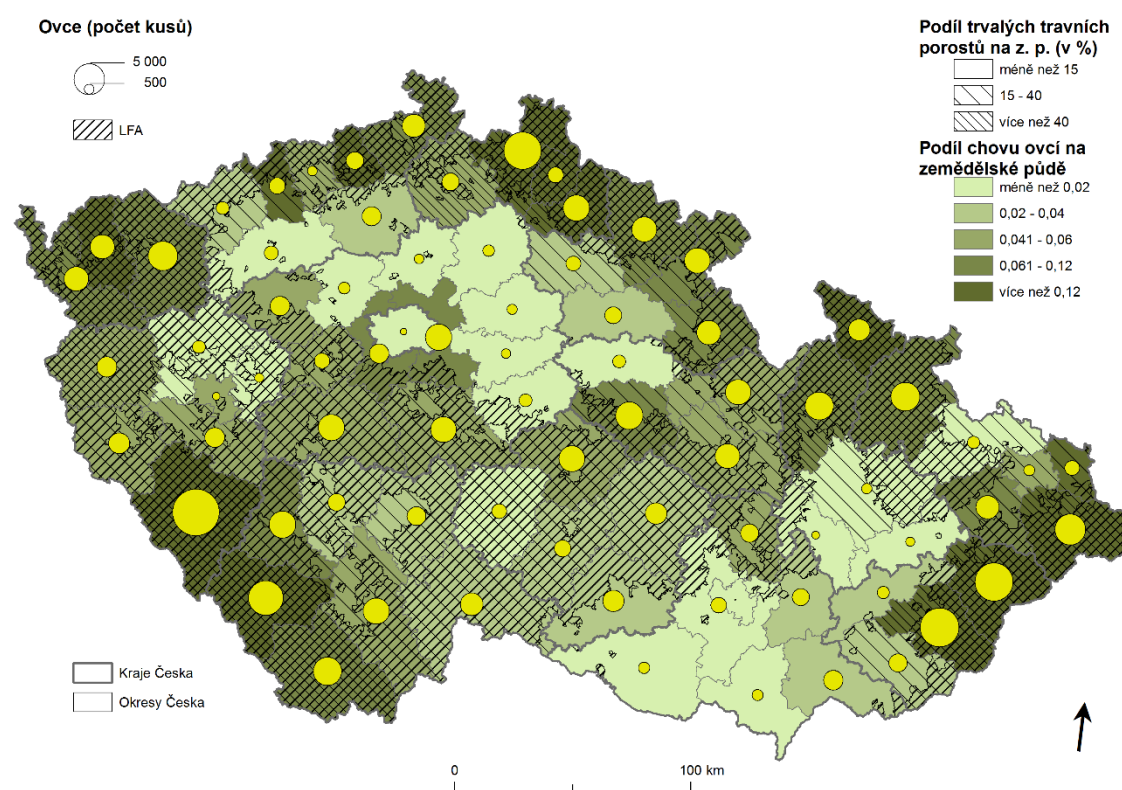 Ovce (počet kusů)
5 000
500
LFA
Podíl trvalých travních
porostů na z. p. (v %)
méně než 15
15 - 40
více než 40
Podíl chovu ovcí na
zemědělské půdě
méně než 0,02
0,02 - 0,04
0,041 - 0,06
0,061 - 0,12
více než 0,12
Kraje Česka
Okresy Česka
0
100 km